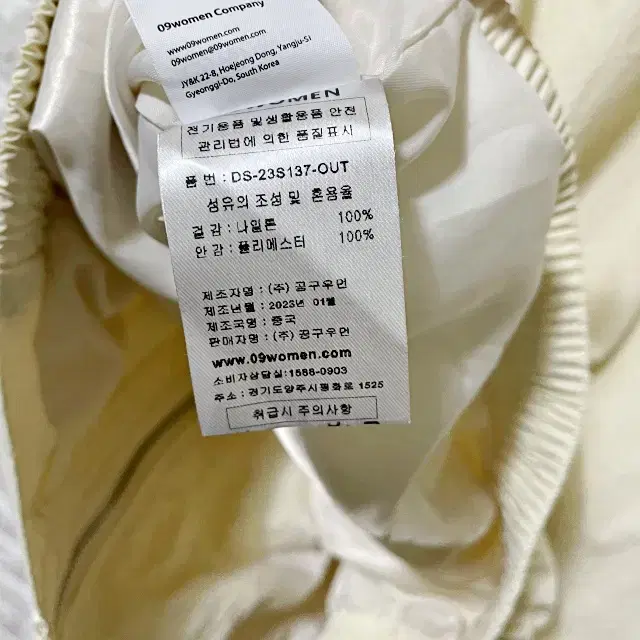 09women Company
www.09women.com
09women@09women.com
JY&K 22-8, Hoejeong Dong, Yangju-Si
Gyeonggi-Do, South Korea
WOMEN
전기용품 및생활용품 안전
관리법에 의한 품질표시
품 번 : DS-23S137-OUT
섬유의 조성 및 혼용율
겉 감 : 나일론 100%
안 감 : 폴리에스터 100%
제조자명 : (주) 공구우먼
제조년월 : 2023년 01월
제조국명 : 중국
판매자명 : (주) 공구우먼
www.09women.com
소비자상담실:1588-0903
주소 : 경기도양주시평화로 1525
취급시 주의사항